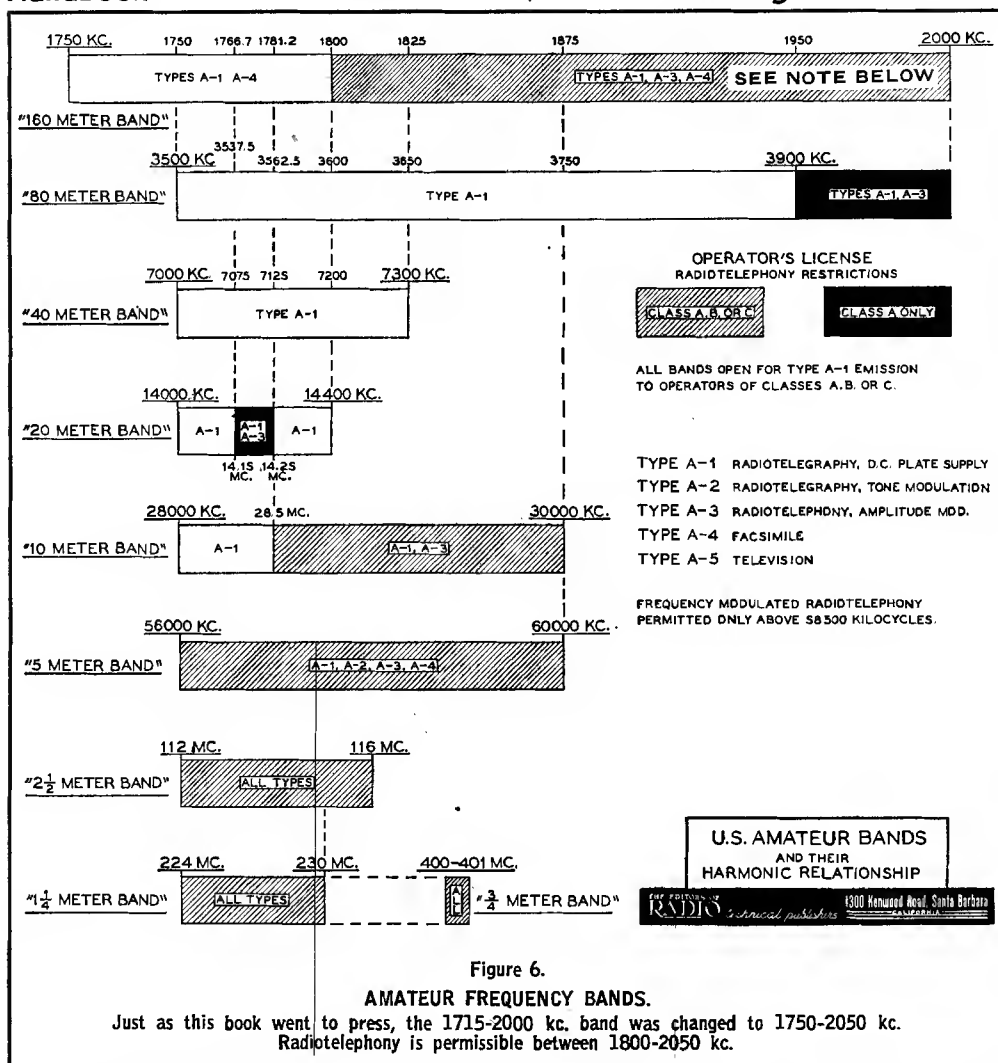 1750 KC. 1750 1766.7 1781.2 1800 1825 1875 1950 2000 KC.
TYPES A-1 A-4 TYPES A-1, A-3, A-4 SEE NOTE BELOW
"160 METER BAND"
3500 KC 3537.5 3562.5 3600 3650 3750 3900 KC.
"80 METER BAND" TYPE A-1 TYPES A-1, A-3
OPERATOR'S LICENSE
RADIOTELEPHONY RESTRICTIONS
CLASS A, B, OR C CLASS A ONLY
ALL BANDS OPEN FOR TYPE A-1 EMISSION
TO OPERATORS OF CLASSES A.B. OR C.
7000 KC. 7075 7125 7200 7300 KC.
"40 METER BAND" TYPE A-1
14000 KC. 14400 KC.
"20 METER BAND" A-1 A-1 A-3 A-1
14.15 MC. 14.25 MC.
TYPE A-1 RADIOTELEGRAPHY, D.C. PLATE SUPPLY
TYPE A-2 RADIOTELEGRAPHY, TONE MODULATION
TYPE A-3 RADIOTELEPHONY, AMPLITUDE MOD.
TYPE A-4 FACSIMILE
TYPE A-5 TELEVISION
28000 KC. 28.5 MC. 30000 KC.
"10 METER BAND" A-1 A-1, A-3
FREQUENCY MODULATED RADIOTELEPHONY
PERMITTED ONLY ABOVE 58500 KILOCYCLES.
56000 KC. 60000 KC.
"5 METER BAND" A-1, A-2, A-3, A-4
112 MC. 116 MC.
"2½ METER BAND" ALL TYPES
224 MC. 230 MC. 400-401 MC.
"1¼ METER BAND" ALL TYPES ALL "¾ METER BAND"
U.S. AMATEUR BANDS
AND THEIR
HARMONIC RELATIONSHIP
THE EDITORS OF
RADIO technical publishers 1300 Kenwood Road, Santa Barbara
CALIFORNIA
Figure 6.
AMATEUR FREQUENCY BANDS.
Just as this book went to press, the 1715-2000 kc. band was changed to 1750-2050 kc.
Radiotelephony is permissible between 1800-2050 kc.